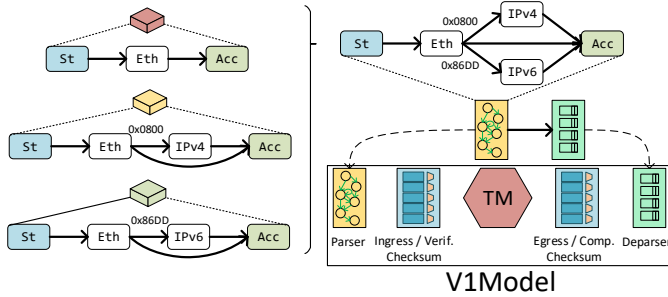 St Eth Acc
0x0800
St Eth IPv4 Acc
0x86DD
St Eth IPv6 Acc
IPv4
0x0800
St Eth Acc
0x86DD
IPv6
TM
Parser
Ingress / Verif.
Checksum
Egress / Comp.
Checksum
Deparser
V1Model